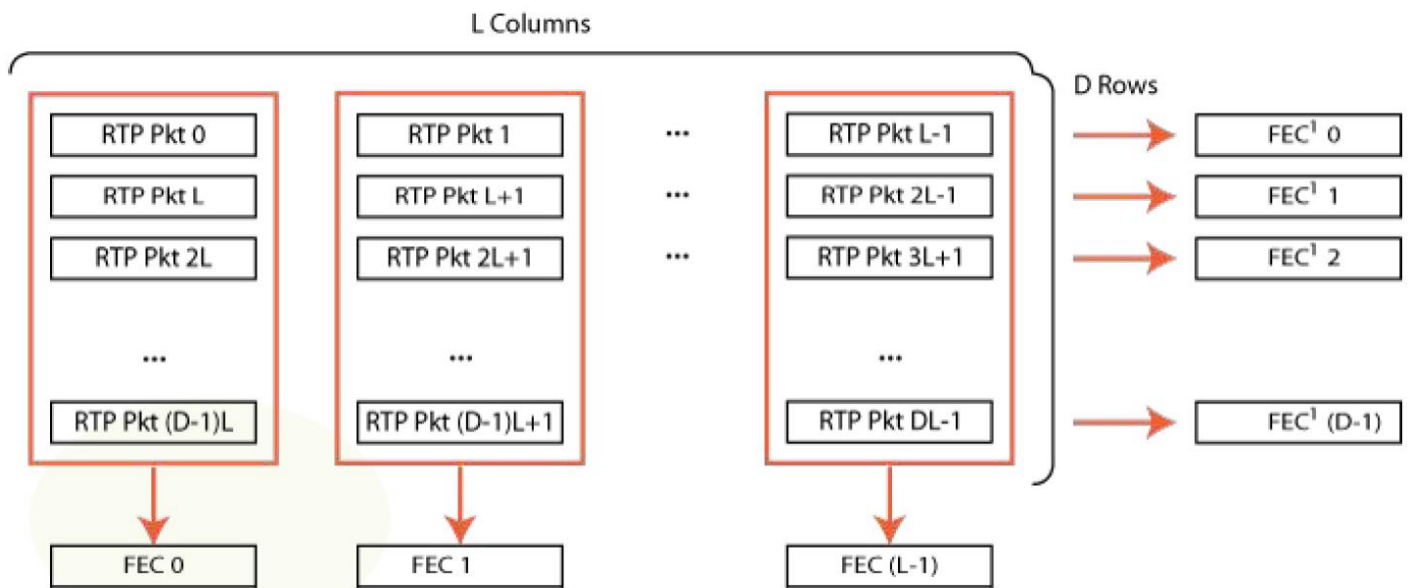 L Columns
D Rows
RTP Pkt 0 RTP Pkt 1 ... RTP Pkt L-1 FEC¹ 0
RTP Pkt L RTP Pkt L+1 ... RTP Pkt 2L-1 FEC¹ 1
RTP Pkt 2L RTP Pkt 2L+1 ... RTP Pkt 3L+1 FEC¹ 2
... ... ...
RTP Pkt (D-1)L RTP Pkt (D-1)L+1 RTP Pkt DL-1 FEC¹ (D-1)
FEC 0 FEC 1 FEC (L-1)